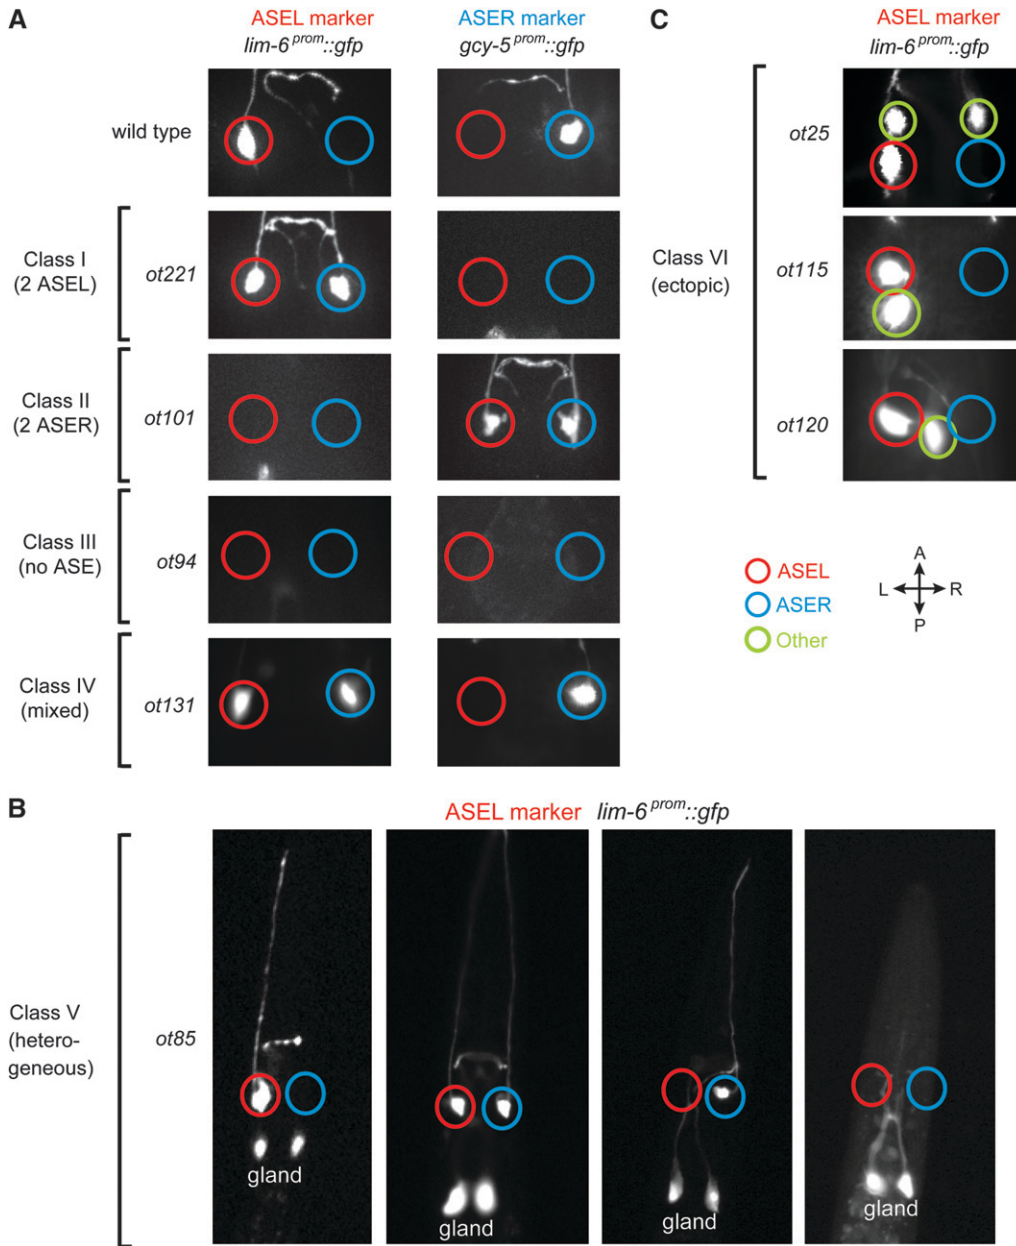 A
ASEL marker
lim-6prom::gfp
ASER marker
gcy-5prom::gfp
wild type
Class I
(2 ASEL)
ot221
Class II
(2 ASER)
ot101
Class III
(no ASE)
ot94
Class IV
(mixed)
ot131
C
ASEL marker
lim-6prom::gfp
Class VI
(ectopic)
ot25
ot115
ot120
ASEL
ASER
Other
A
L R
P
B
ASEL marker lim-6prom::gfp
Class V
(hetero-
geneous)
ot85
gland
gland
gland
gland